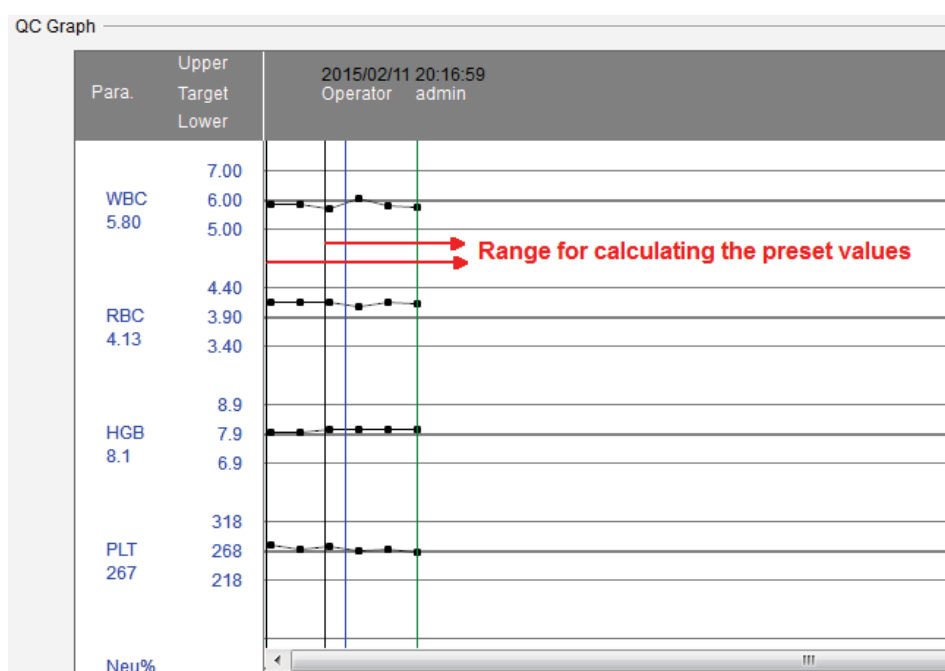 QC Graph
Para.
Upper
Target
Lower
2015/02/11 20:16:59
Operator admin
WBC
5.80
7.00
6.00
5.00
Range for calculating the preset values
RBC
4.13
4.40
3.90
3.40
HGB
8.1
8.9
7.9
6.9
PLT
267
318
268
218
Neu%